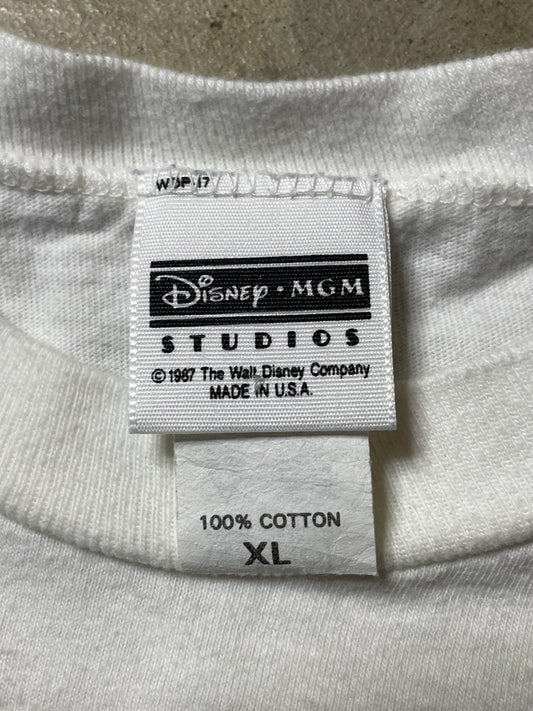 Disney · MGM
STUDIOS
© 1987 The Walt Disney Company
MADE IN U.S.A.
100% COTTON
XL